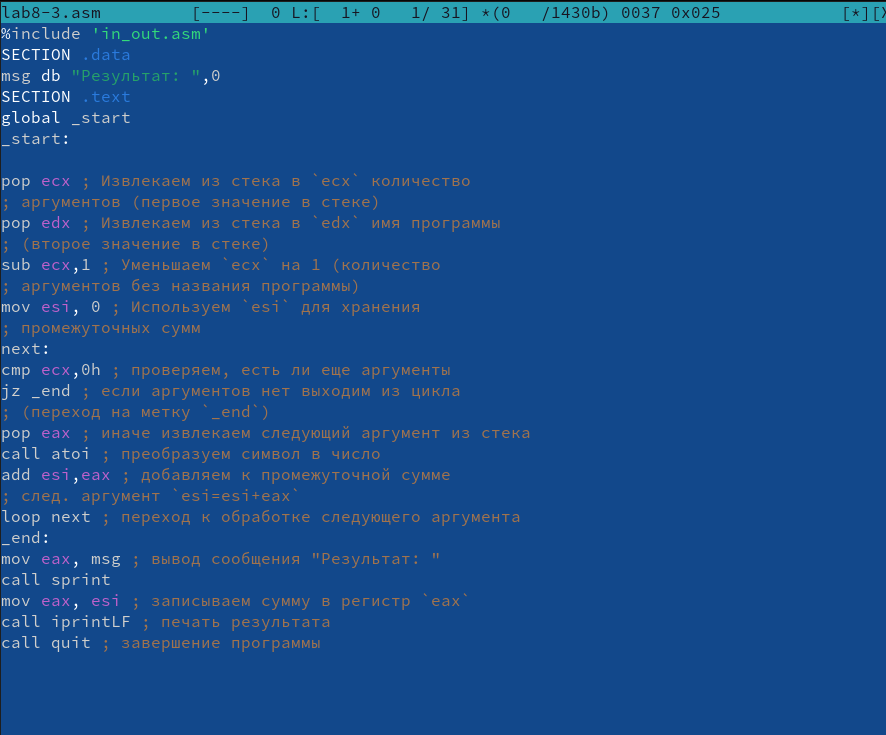 lab8-3.asm [----] 0 L:[ 1+ 0 1/ 31] *(0 /1430b) 0037 0x025 [*][X
%include 'in_out.asm'
SECTION .data
msg db "Результат: ",0
SECTION .text
global _start
_start:
pop ecx ; Извлекаем из стека в `ecx` количество
; аргументов (первое значение в стеке)
pop edx ; Извлекаем из стека в `edx` имя программы
; (второе значение в стеке)
sub ecx,1 ; Уменьшаем `ecx` на 1 (количество
; аргументов без названия программы)
mov esi, 0 ; Используем `esi` для хранения
; промежуточных сумм
next:
cmp ecx,0h ; проверяем, есть ли еще аргументы
jz _end ; если аргументов нет выходим из цикла
; (переход на метку `_end`)
pop eax ; иначе извлекаем следующий аргумент из стека
call atoi ; преобразуем символ в число
add esi,eax ; добавляем к промежуточной сумме
; след. аргумент `esi=esi+eax`
loop next ; переход к обработке следующего аргумента
_end:
mov eax, msg ; вывод сообщения "Результат: "
call sprint
mov eax, esi ; записываем сумму в регистр `eax`
call iprintLF ; печать результата
call quit ; завершение программы